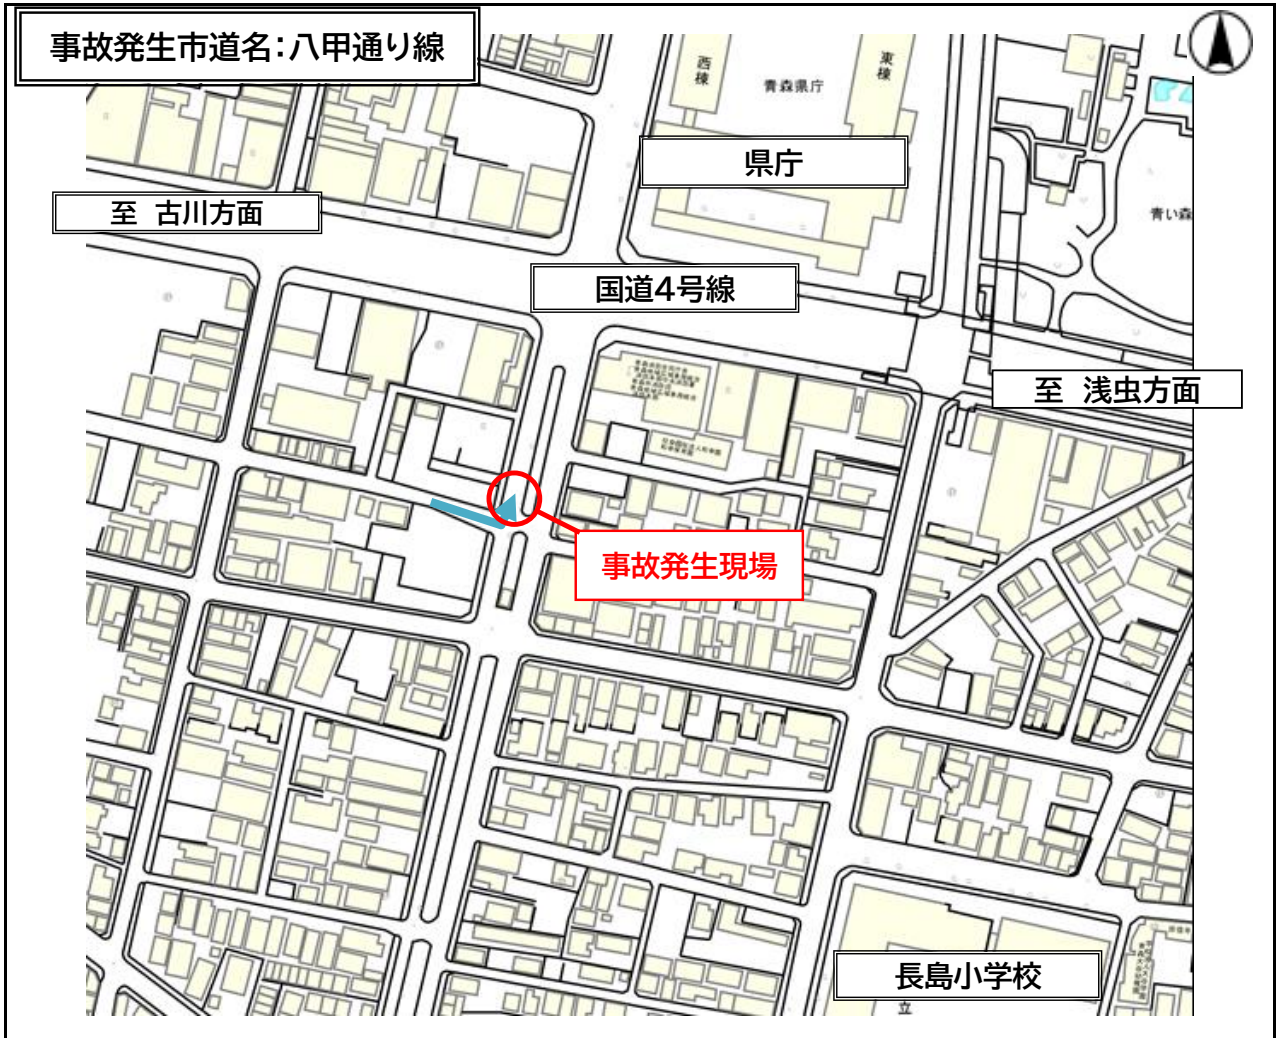 事故発生市道名：八甲通り線
西棟
東棟
青森県庁
県庁
至 古川方面
青い森
国道4号線
至 浅虫方面
事故発生現場
長島小学校
立